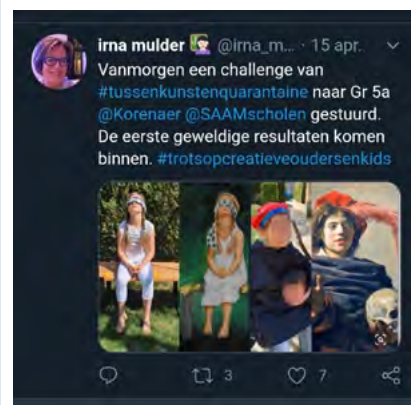 irna mulder @irna_m... · 15 apr.
Vanmorgen een challenge van
#tussenkunstenquarantaine naar Gr 5a
@Korenaer @SAAMscholen gestuurd.
De eerste geweldige resultaten komen
binnen. #trotsopcreatieveoudersenkids
3 7